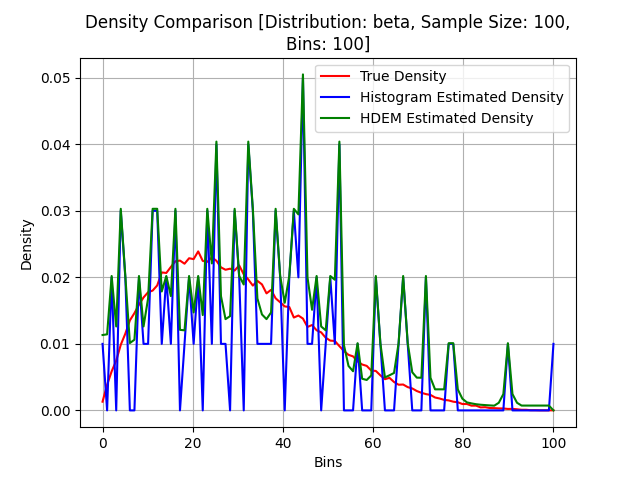 Density Comparison [Distribution: beta, Sample Size: 100,
Bins: 100]
True Density
Histogram Estimated Density
HDEM Estimated Density
Density
0.05
0.04
0.03
0.02
0.01
0.00
0 20 40 60 80 100
Bins